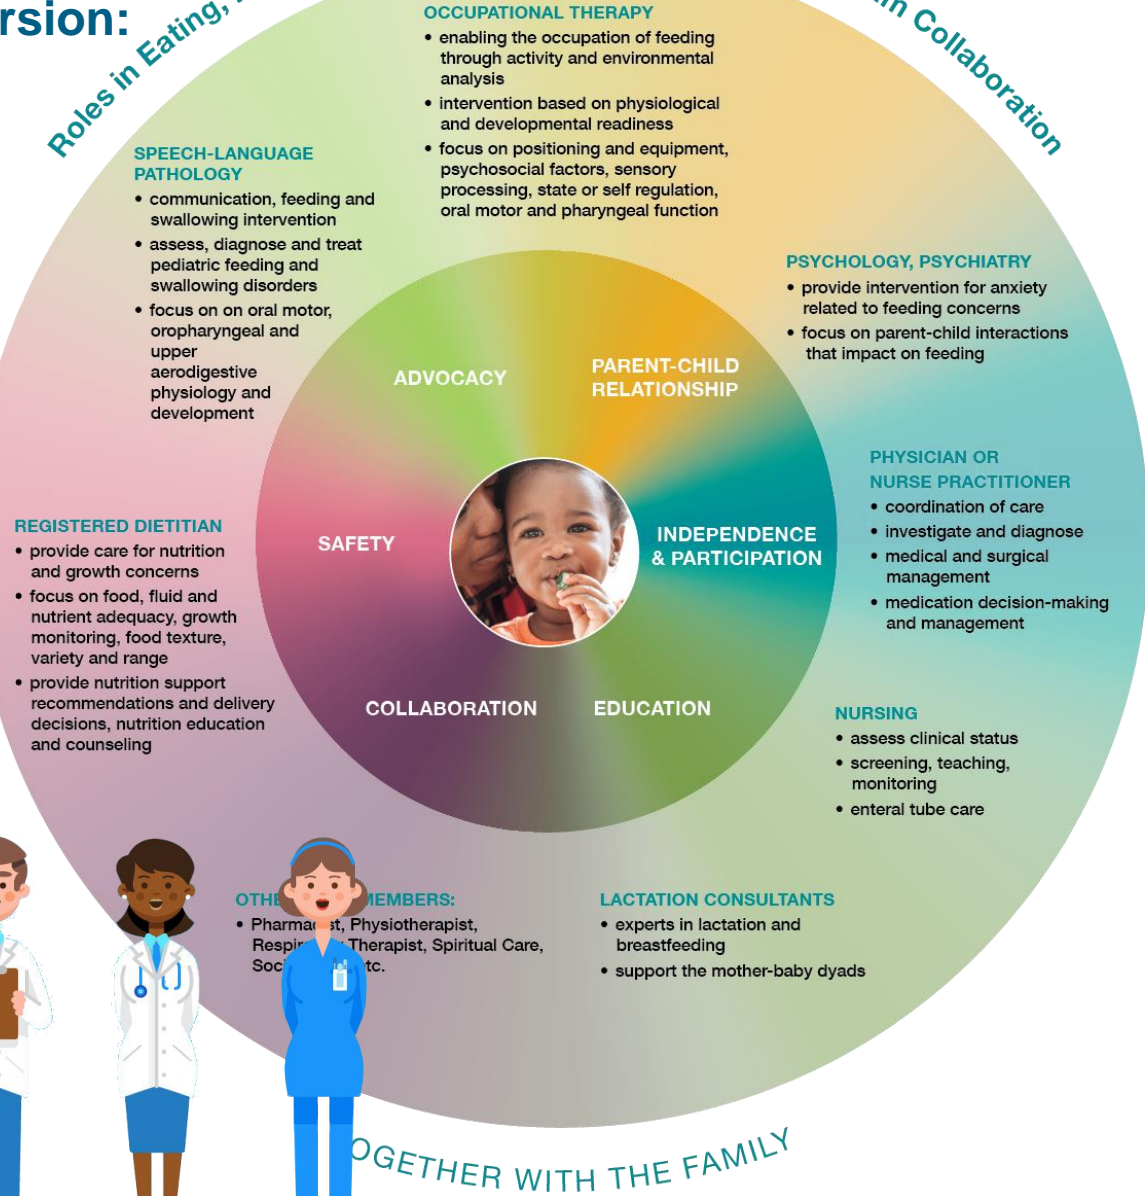 rsion:
Roles in Eating,
in Collaboration
OCCUPATIONAL THERAPY
• enabling the occupation of feeding
through activity and environmental
analysis
• intervention based on physiological
and developmental readiness
• focus on positioning and equipment,
psychosocial factors, sensory
processing, state or self regulation,
oral motor and pharyngeal function
SPEECH-LANGUAGE
PATHOLOGY
• communication, feeding and
swallowing intervention
• assess, diagnose and treat
pediatric feeding and
swallowing disorders
• focus on on oral motor,
oropharyngeal and
upper
aerodigestive
physiology and
development
PSYCHOLOGY, PSYCHIATRY
• provide intervention for anxiety
related to feeding concerns
• focus on parent-child interactions
that impact on feeding
ADVOCACY
PARENT-CHILD
RELATIONSHIP
PHYSICIAN OR
NURSE PRACTITIONER
• coordination of care
• investigate and diagnose
• medical and surgical
management
• medication decision-making
and management
SAFETY
INDEPENDENCE
& PARTICIPATION
REGISTERED DIETITIAN
• provide care for nutrition
and growth concerns
• focus on food, fluid and
nutrient adequacy, growth
monitoring, food texture,
variety and range
• provide nutrition support
recommendations and delivery
decisions, nutrition education
and counseling
COLLABORATION
EDUCATION
NURSING
• assess clinical status
• screening, teaching,
monitoring
• enteral tube care
MEMBERS:
• Physiotherapist,
Therapist, Spiritual Care,
etc.
LACTATION CONSULTANTS
• experts in lactation and
breastfeeding
• support the mother-baby dyads
OGETHER WITH THE FAMILY